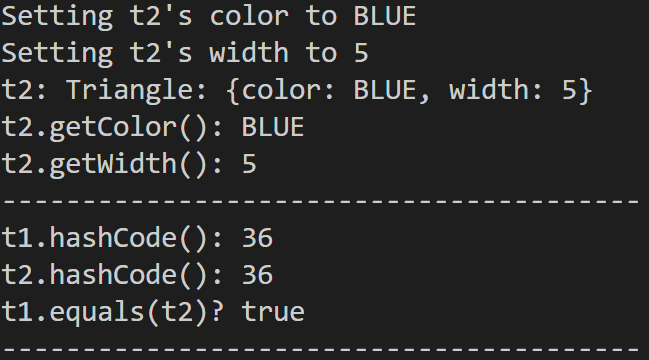 Setting t2's color to BLUE
Setting t2's width to 5
t2: Triangle: {color: BLUE, width: 5}
t2.getColor(): BLUE
t2.getWidth(): 5
----------------------------------------
t1.hashCode(): 36
t2.hashCode(): 36
t1.equals(t2)? true
----------------------------------------